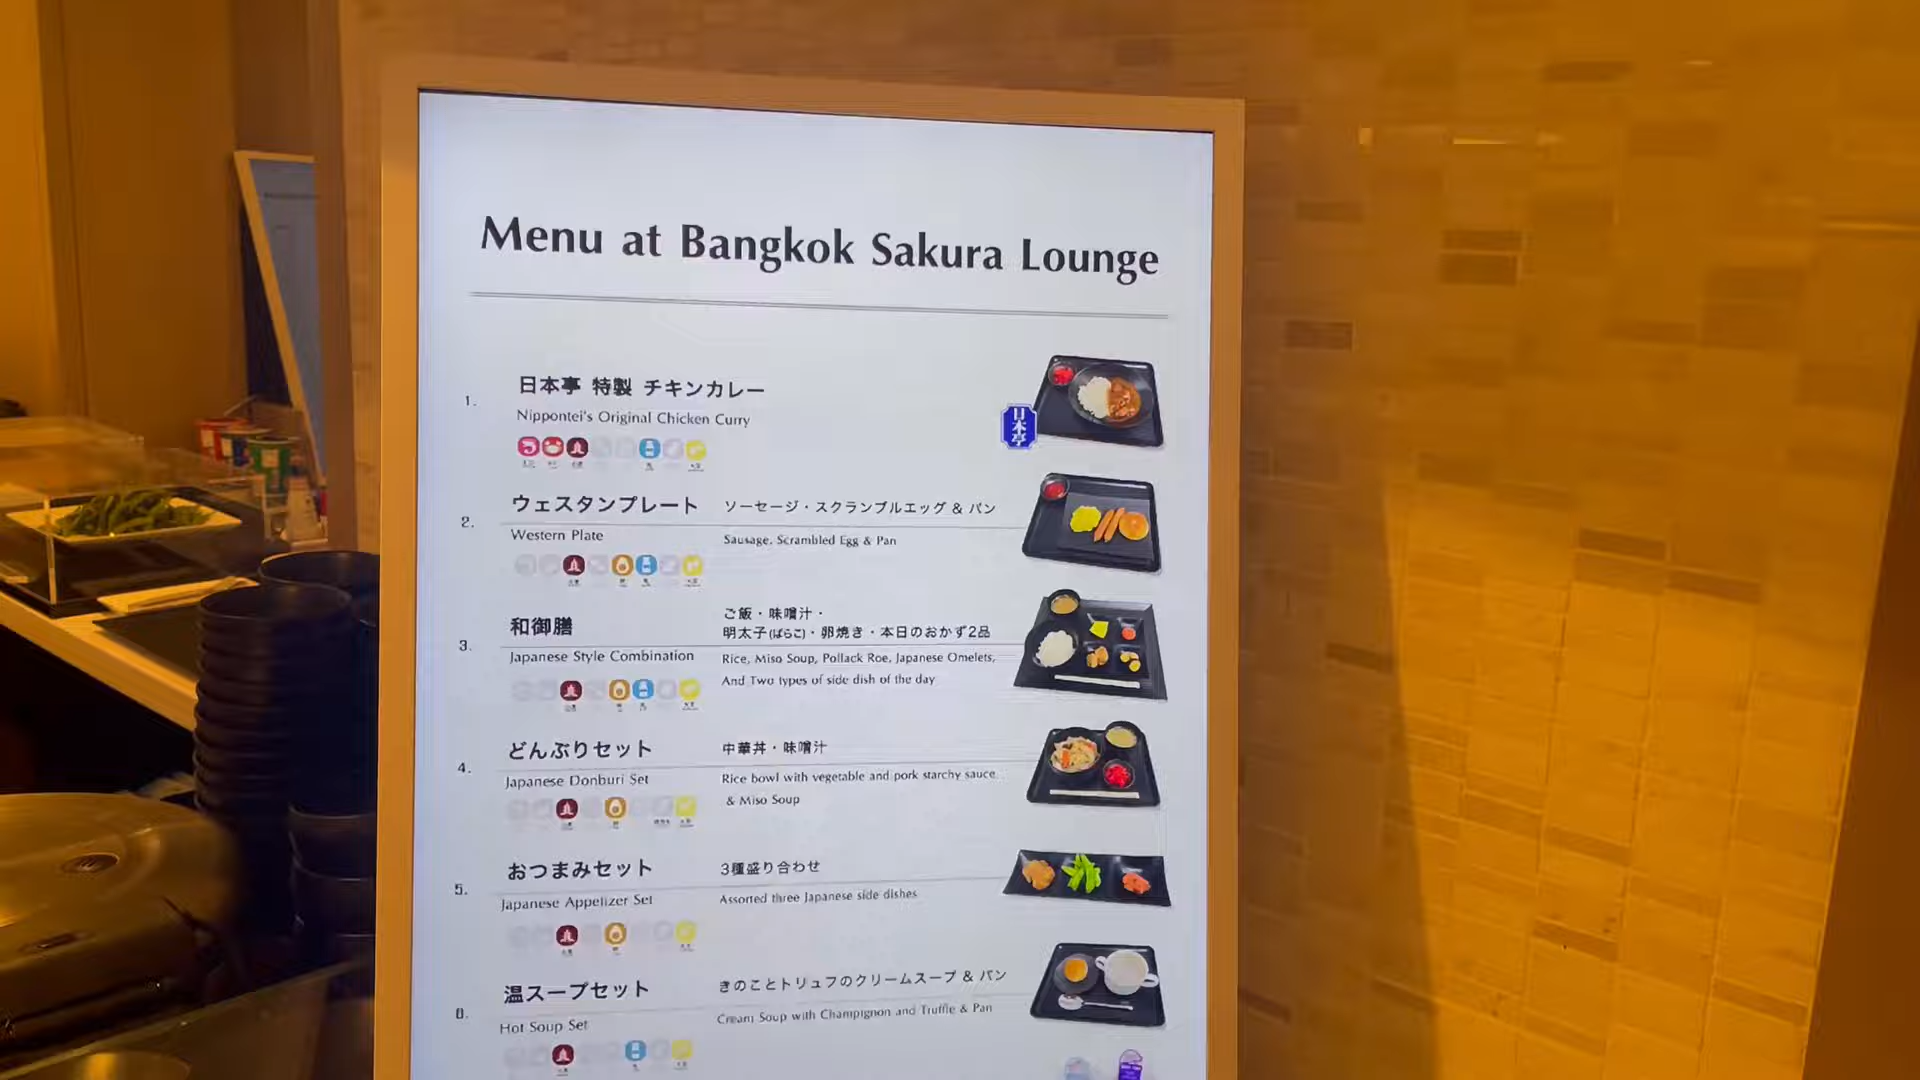 Menu at Bangkok Sakura Lounge
1.
日本亭 特製 チキンカレー
Nippontei's Original Chicken Curry
日本亭
2.
ウェスタンプレート
ソーセージ・スクランブルエッグ & パン
Western Plate
Sausage, Scrambled Egg & Pan
3.
和御膳
ご飯・味噌汁・
明太子(ばらこ)・卵焼き・本日のおかず2品
Japanese Style Combination
Rice, Miso Soup, Pollack Roe, Japanese Omelets,
And Two types of side dish of the day
4.
どんぶりセット
中華丼・味噌汁
Japanese Donburi Set
Rice bowl with vegetable and pork starchy sauce
& Miso Soup
5.
おつまみセット
3種盛り合わせ
Japanese Appetizer Set
Assorted three Japanese side dishes
温スープセット
きのことトリュフのクリームスープ & パン
Hot Soup Set
Cream Soup with Champignon and Truffle & Pan